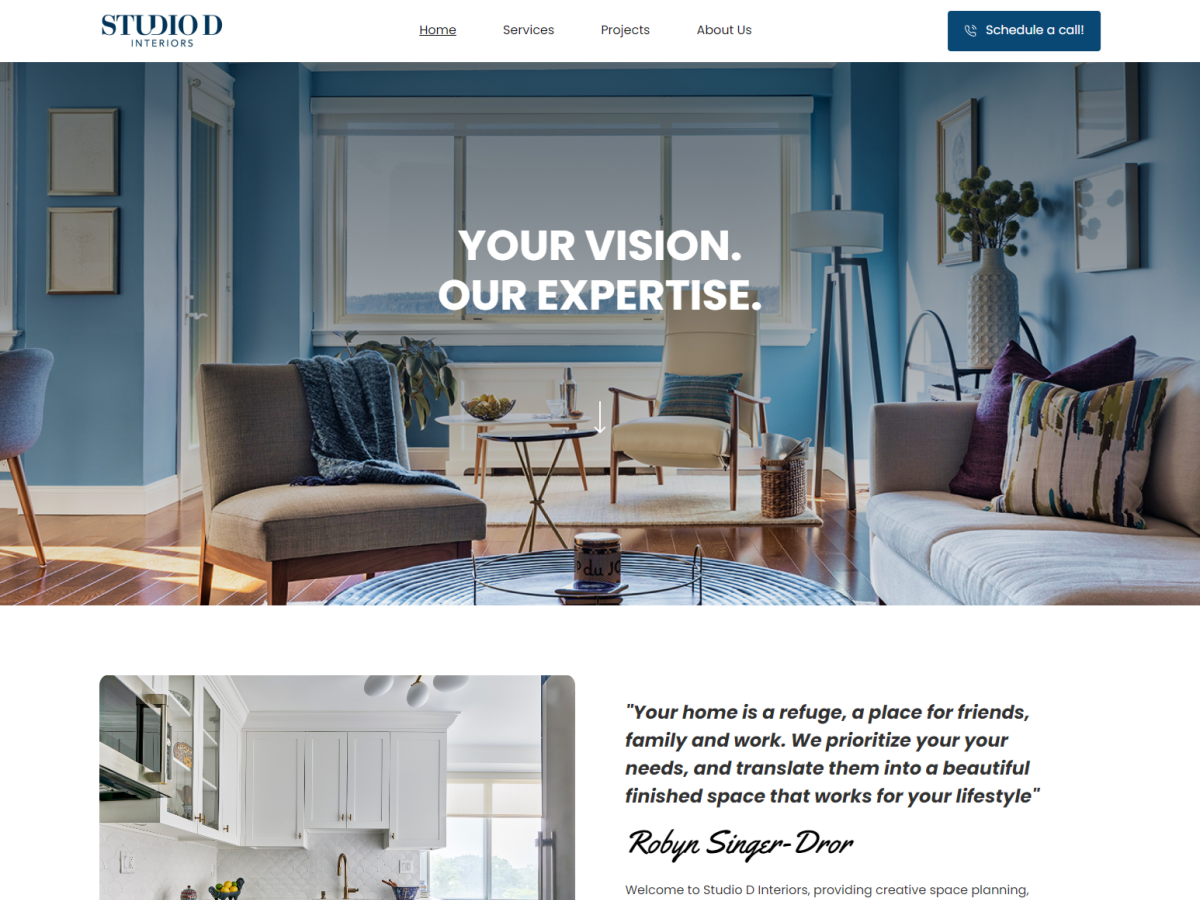 STUDIO D
INTERIORS
Home
Services
Projects
About Us
Schedule a call!
YOUR VISION.
OUR EXPERTISE.
du
"Your home is a refuge, a place for friends,
family and work. We prioritize your your
needs, and translate them into a beautiful
finished space that works for your lifestyle"
Robyn Singer-Dror
Welcome to Studio D Interiors, providing creative space planning,